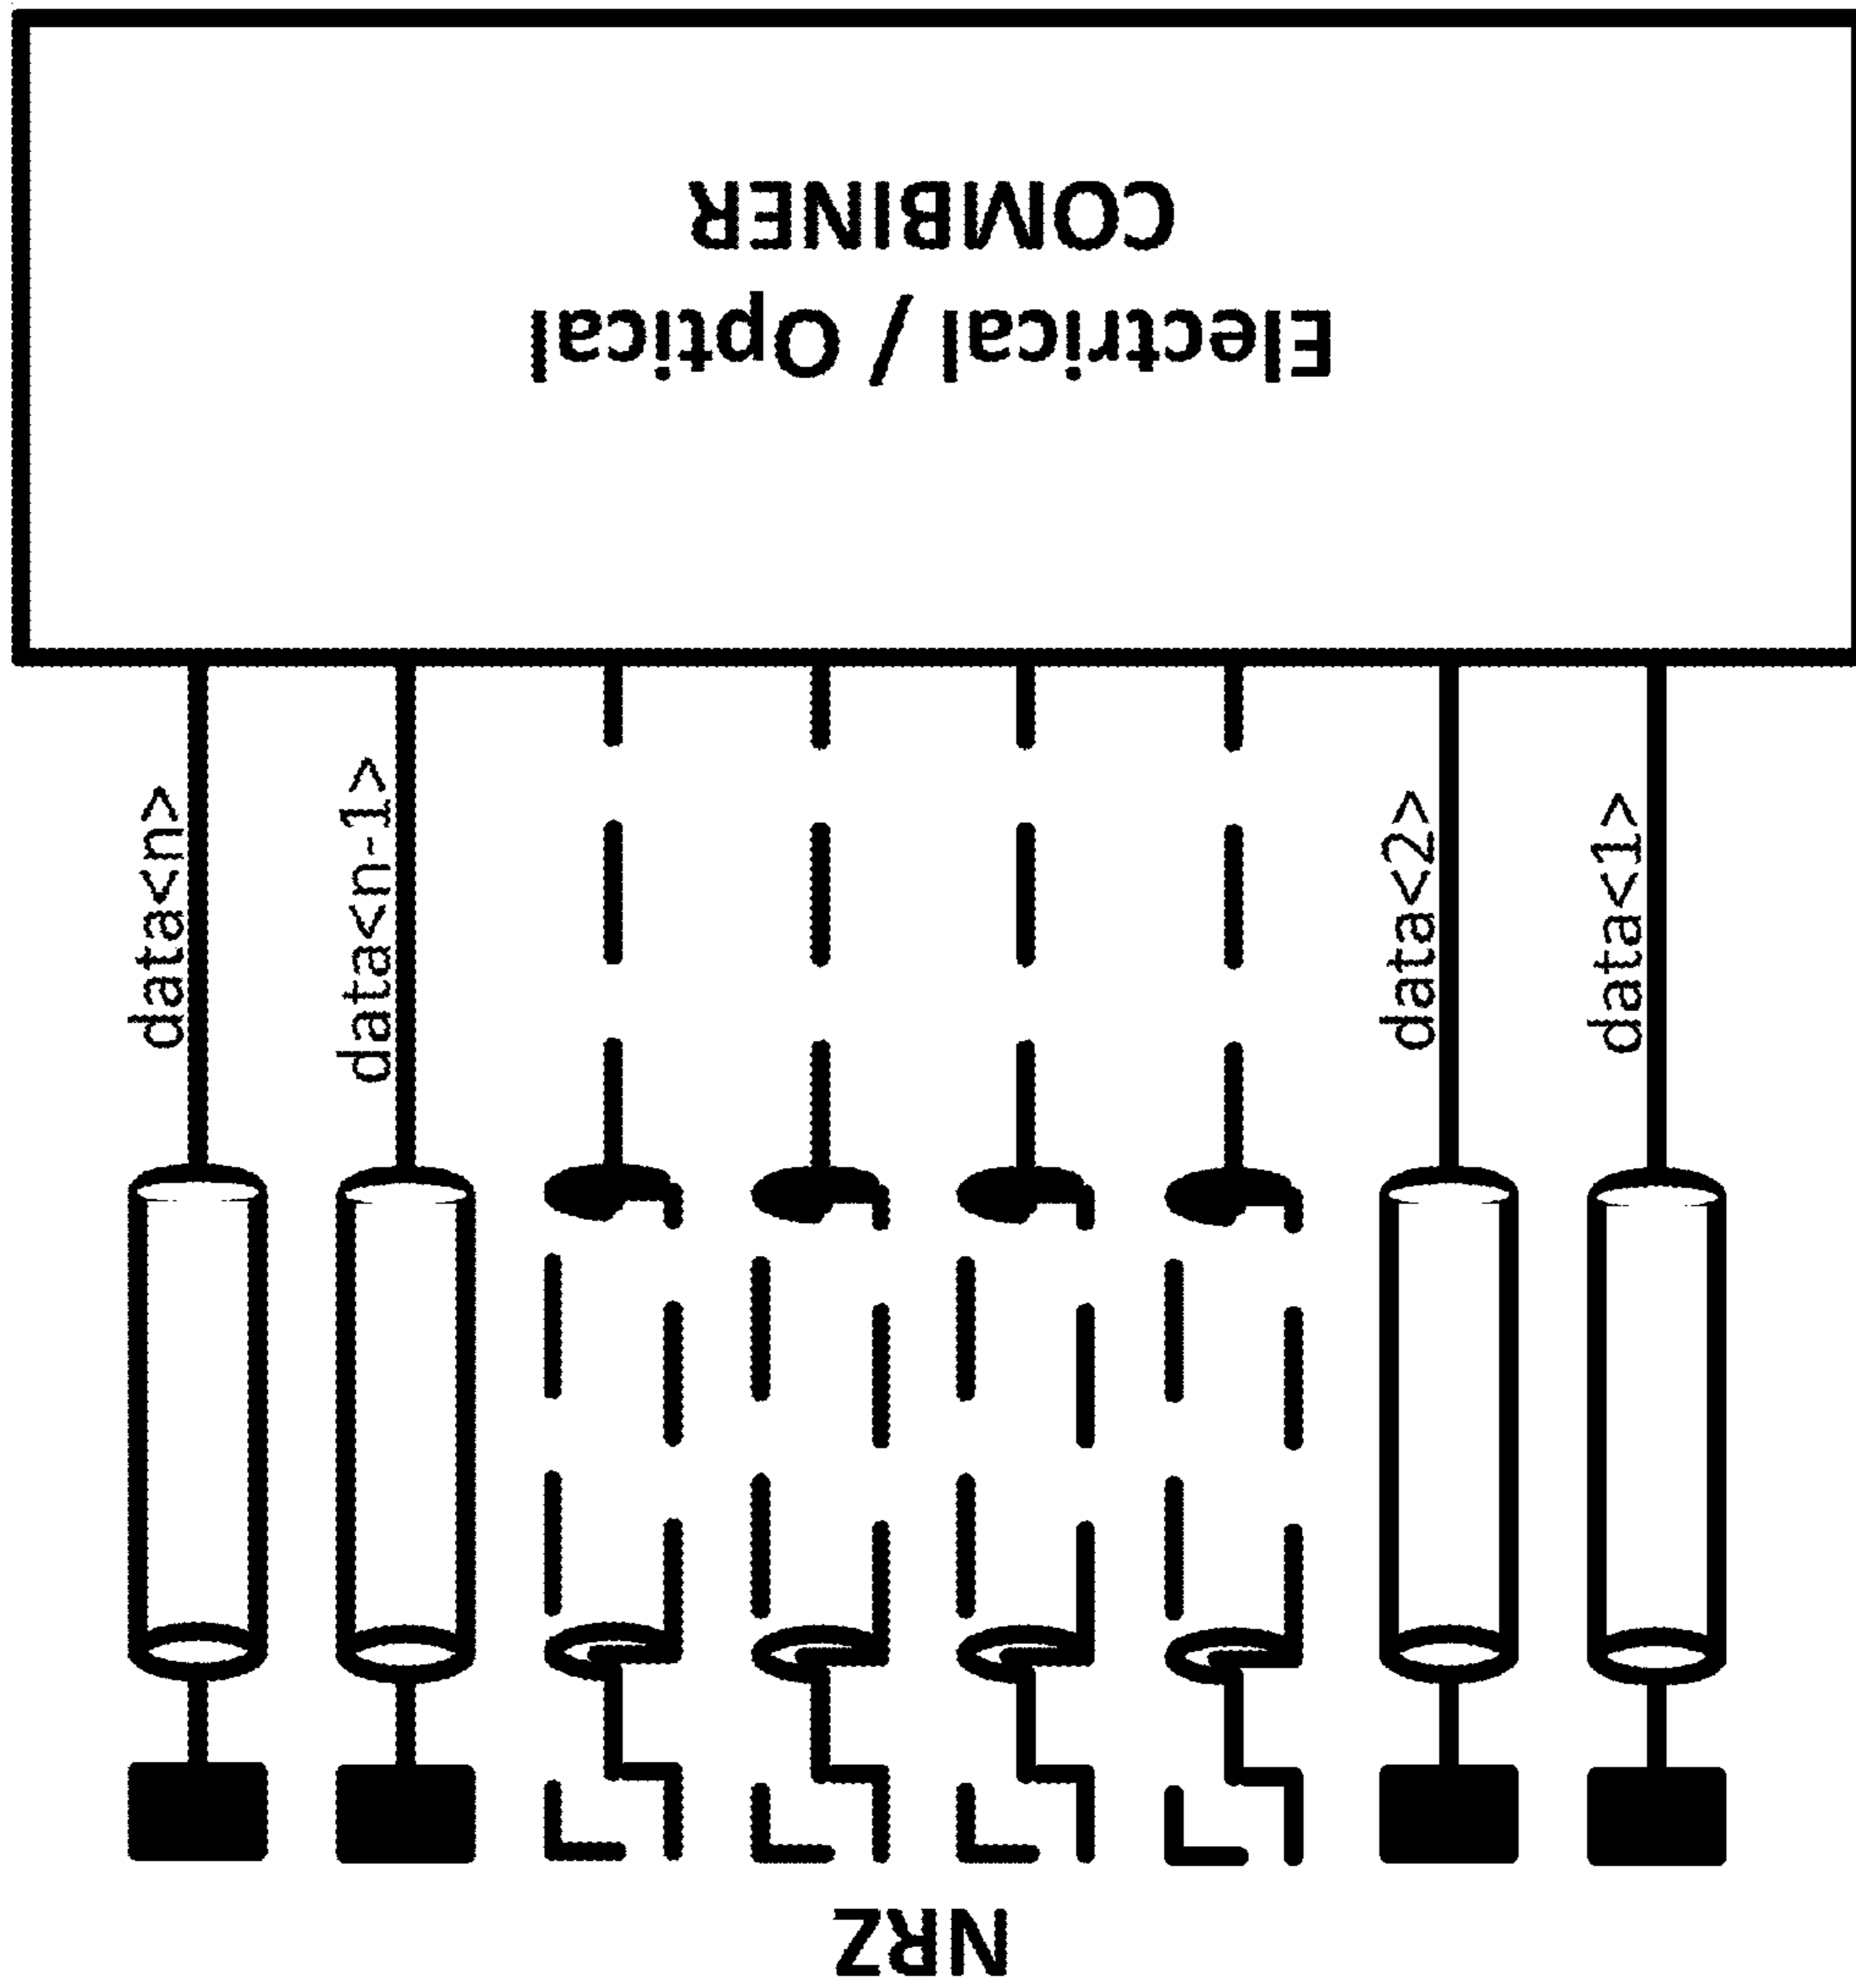 NRZ
data<1>
data<2>
data<n-1>
data<n>
Electrical / Optical
COMBINER